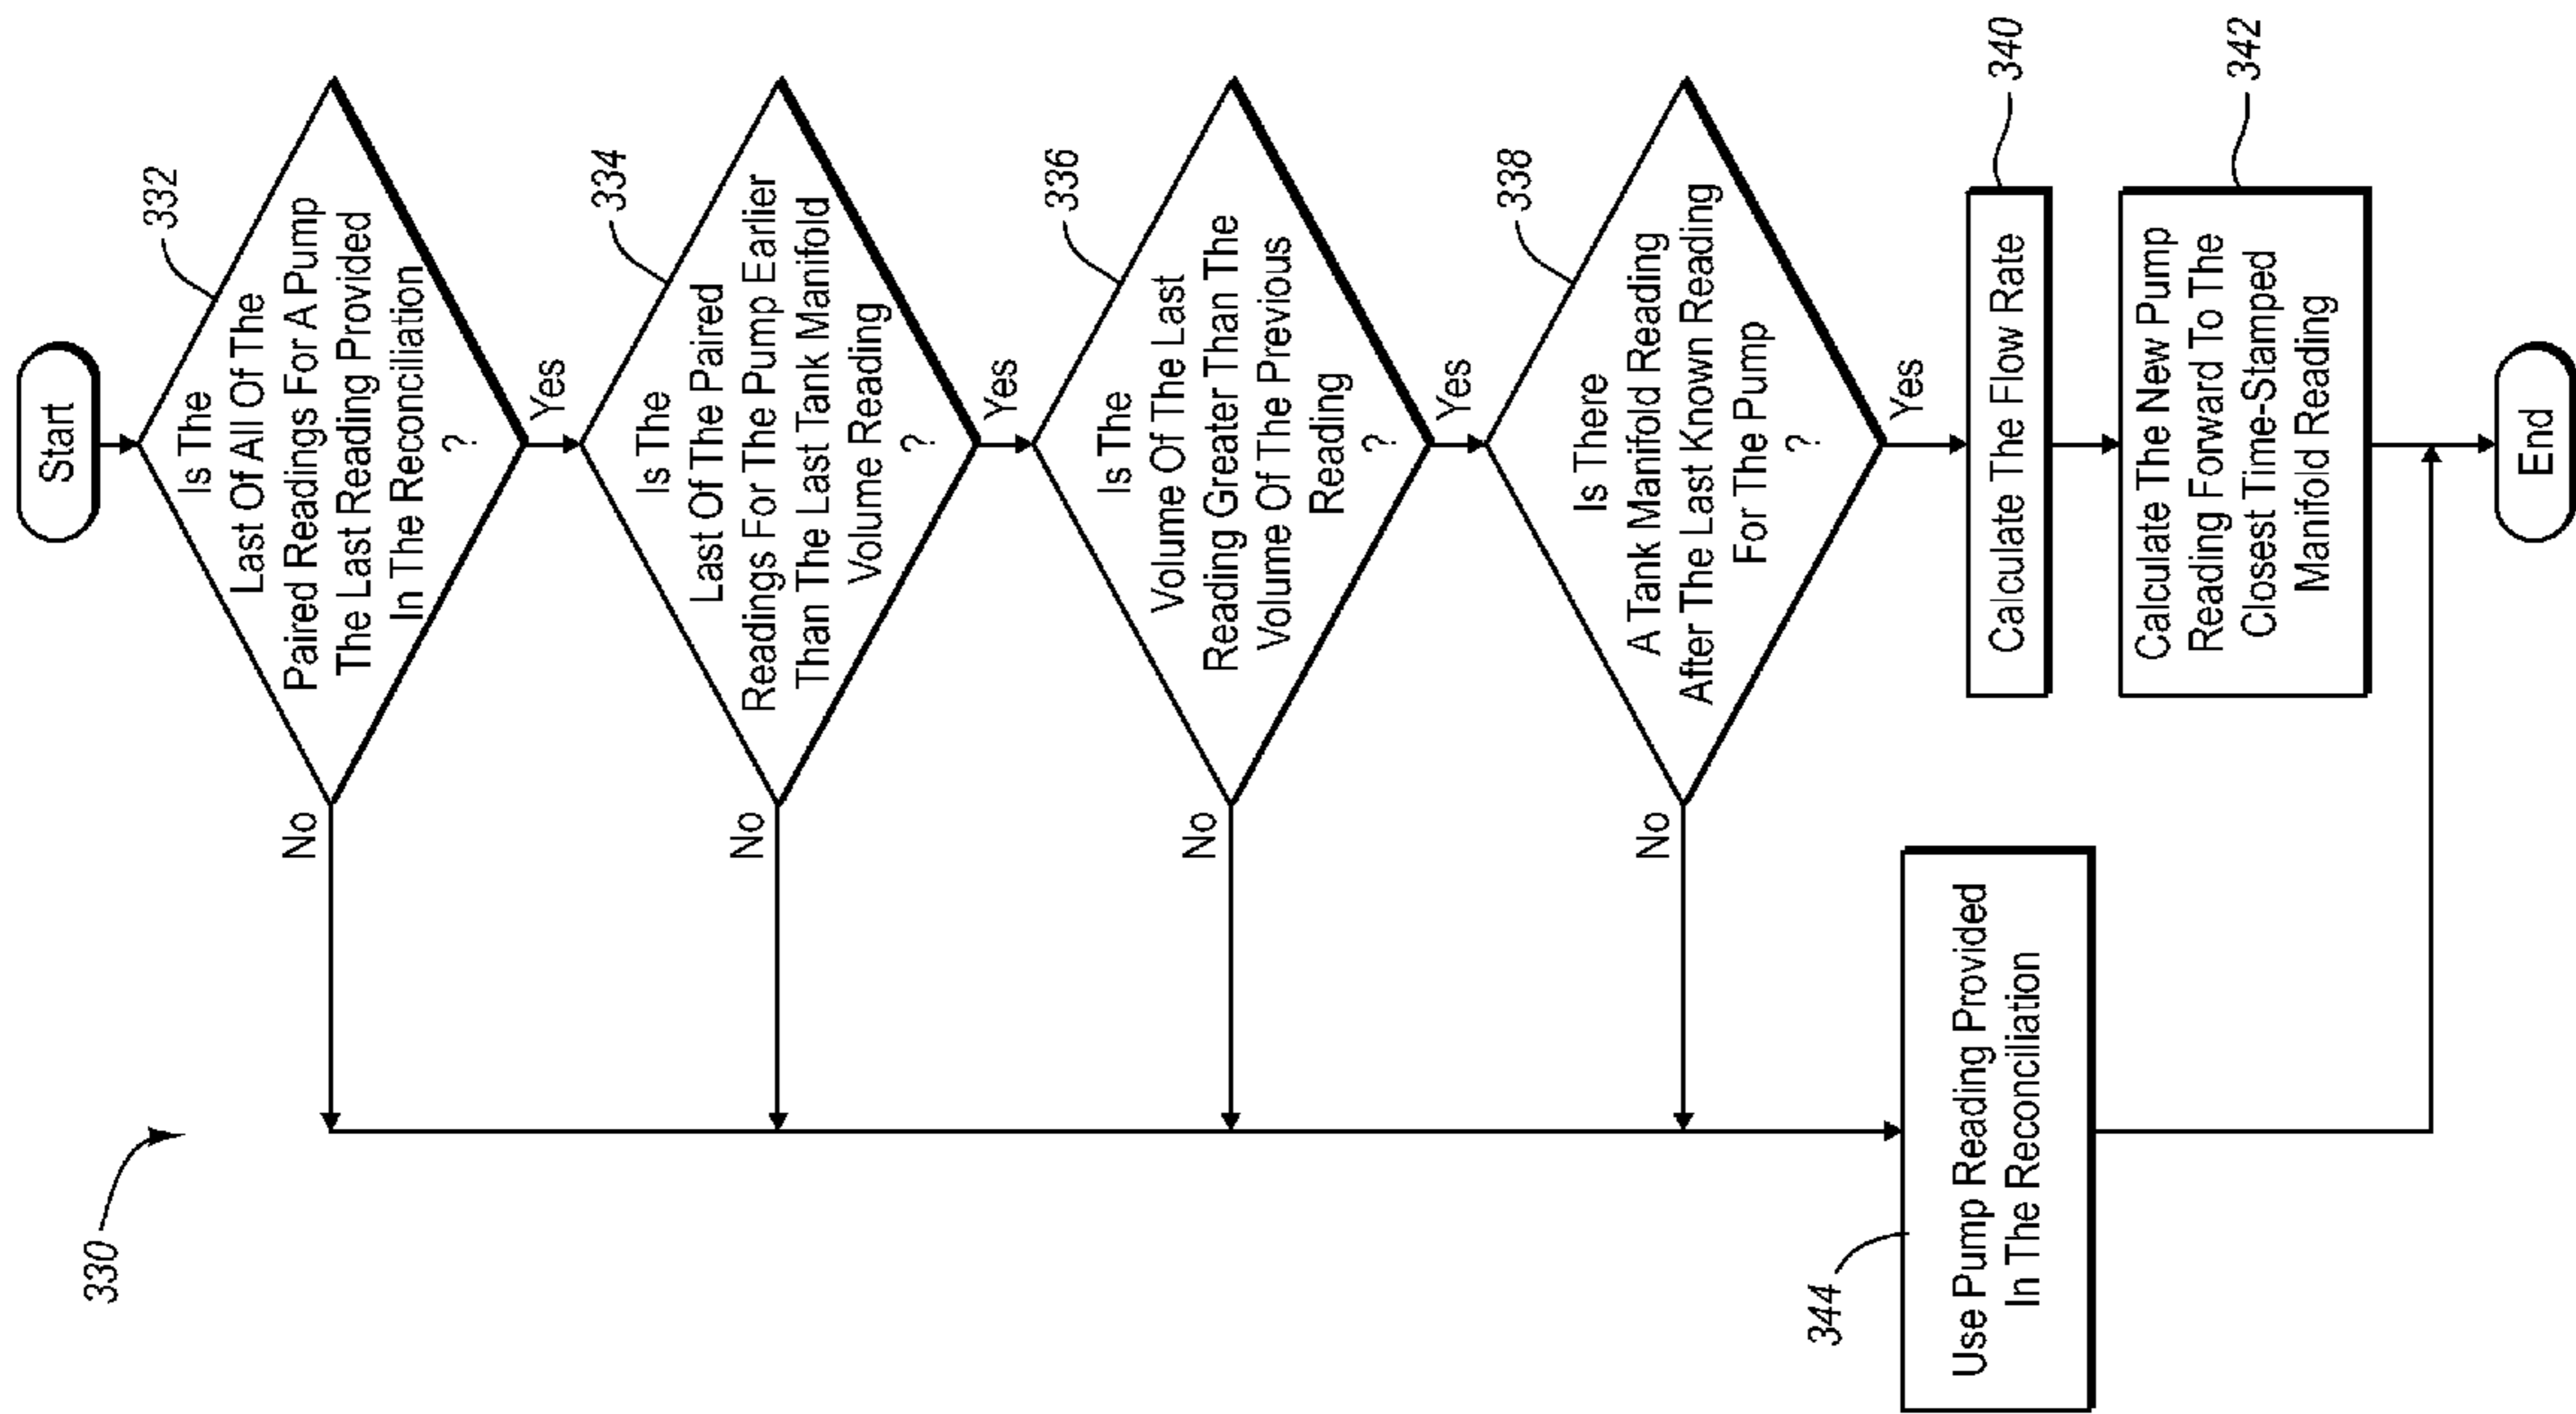 330
Start
332
Is The
Last Of All Of The
Paired Readings For A Pump
The Last Reading Provided
In The Reconciliation
?
No
Yes
334
Is The
Last Of The Paired
Readings For The Pump Earlier
Than The Last Tank Manifold
Volume Reading
?
No
Yes
336
Is The
Volume Of The Last
Reading Greater Than The
Volume Of The Previous
Reading
?
No
Yes
338
Is There
A Tank Manifold Reading
After The Last Known Reading
For The Pump
?
No
Yes
340
Calculate The Flow Rate
342
Calculate The New Pump
Reading Forward To The
Closest Time-Stamped
Manifold Reading
344
Use Pump Reading Provided
In The Reconciliation
End